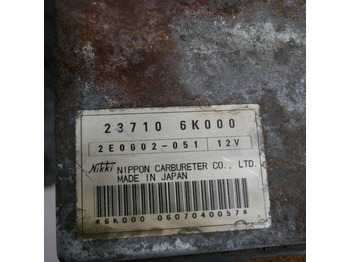 23710 6K000
2E0002-051 12V
Nikki NIPPON CARBURETER CO., LTD.
MADE IN JAPAN
*6K000 0607040057*